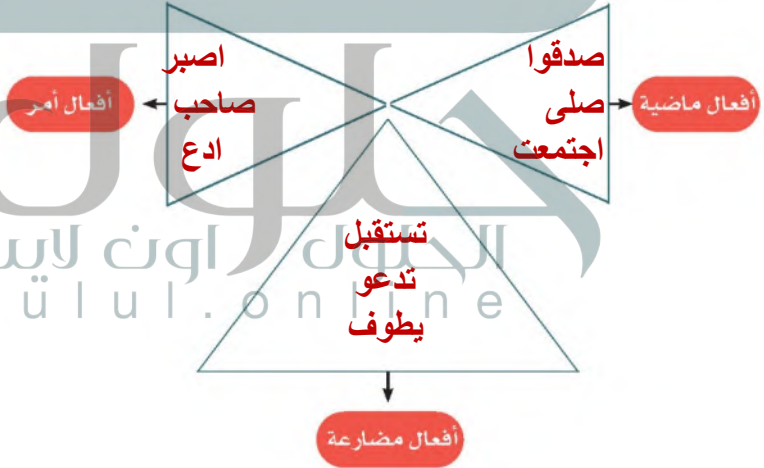 صدقوا
صلى
اجتمعت
أفعال ماضية
اصبر
صاحب
ادع
أفعال أمر
تستقبل
تدعو
يطوف
أفعال مضارعة
حلول
الحلول اون لاين
hulul.online